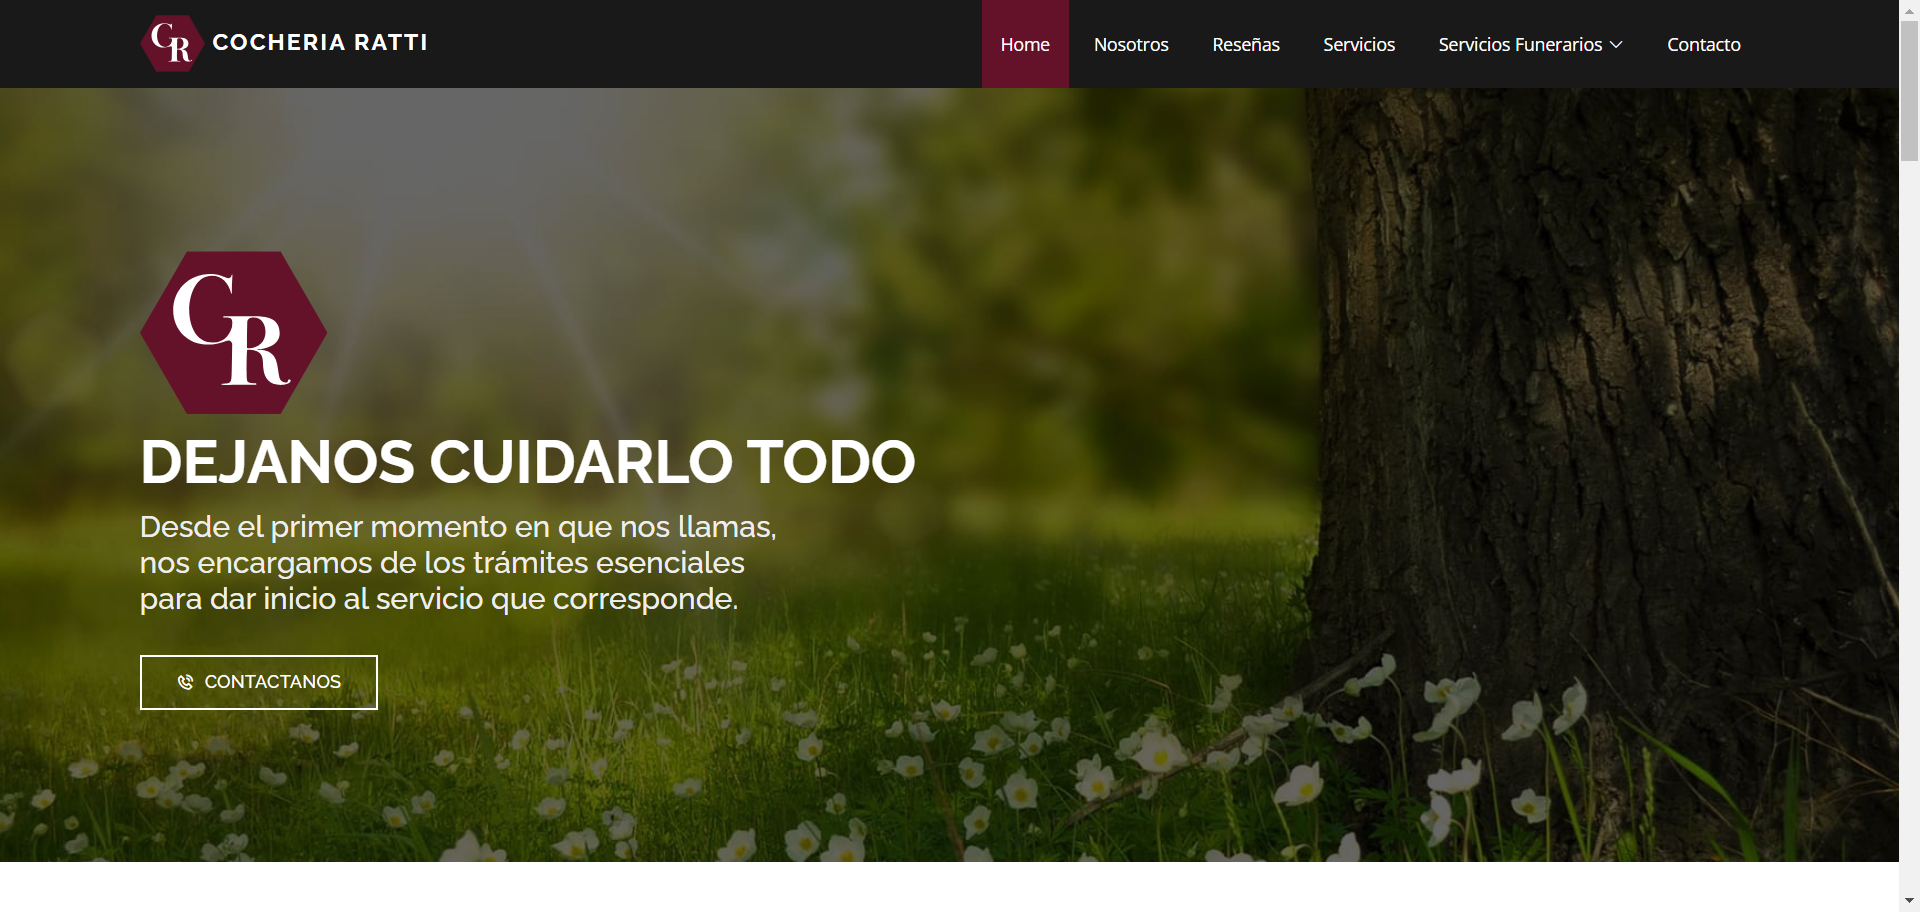 CR COCHERIA RATTI
Home Nosotros Reseñas Servicios Servicios Funerarios Contacto
CR
DEJANOS CUIDARLO TODO
Desde el primer momento en que nos llamas,
nos encargamos de los trámites esenciales
para dar inicio al servicio que corresponde.
CONTACTANOS